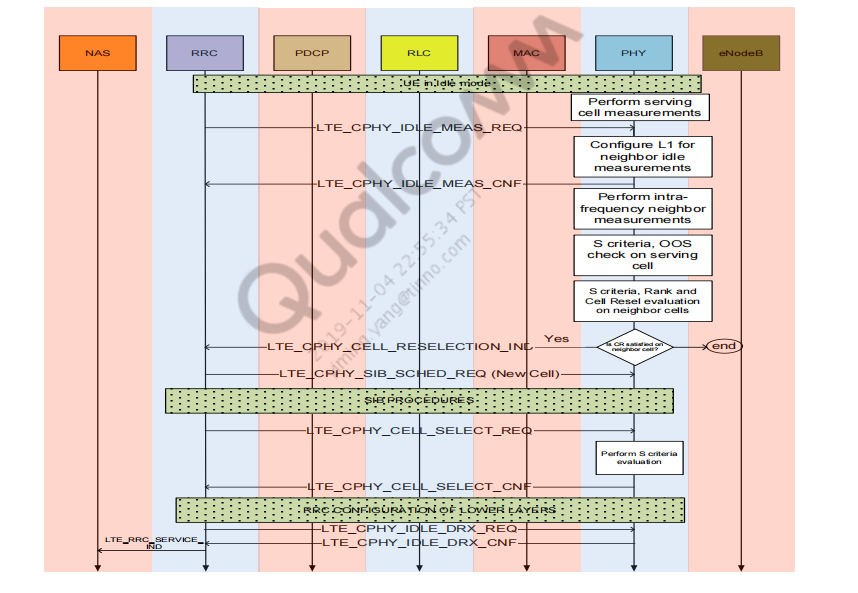 NAS
RRC
PDCP
RLC
MAC
PHY
eNodeB
UE in Idle mode
Perform serving
cell measurements
LTE_CPHY_IDLE_MEAS_REQ
Configure L1 for
neighbor idle
measurements
LTE_CPHY_IDLE_MEAS_CNF
Perform intra-
frequency neighbor
measurements
S criteria, OOS
check on serving
cell
S criteria, Rank and
Cell Resel evaluation
on neighbor cells
Yes
LTE_CPHY_CELL_RESELECTION_IND
Is CR satisfied on
neighbor cell?
end
LTE_CPHY_SIB_SCHED_REQ (New Cell)
SIB PROCEDURES
LTE_CPHY_CELL_SELECT_REQ
Perform S criteria
evaluation
LTE_CPHY_CELL_SELECT_CNF
RRC CONFIGURATION OF LOWER LAYERS
LTE_CPHY_IDLE_DRX_REQ
LTE_CPHY_IDLE_DRX_CNF
LTE_RRC_SERVICE_
IND
Qualcomm
2019-11-04 22:55:34 PST